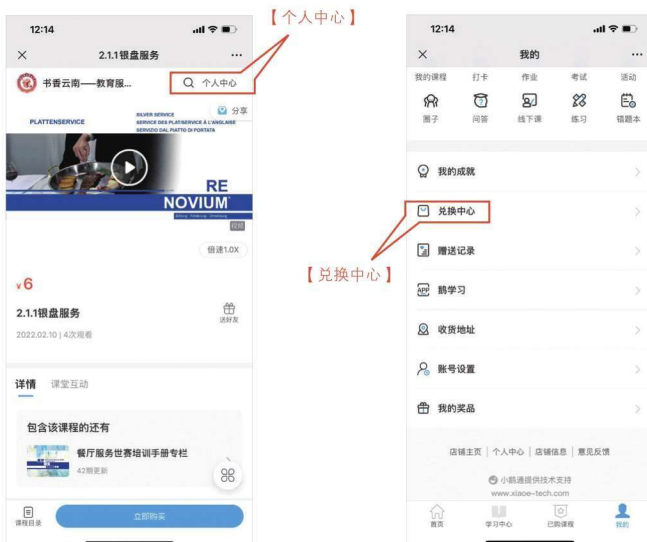 【个人中心】
12:14
2.1.1银盘服务
书香云南——教育服...
个人中心
分享
PLATTENSERVICE
SILVER SERVICE
SERVICE DES PLATS/SERVICE À L'ANGLAISE
SERVIZIO DAL PIATTO DI PORTATA
RE
NOVIUM
视频
倍速1.0X
¥6
2.1.1银盘服务
送好友
2022.02.10 | 4次观看
详情 课堂互动
包含该课程的还有
餐厅服务世赛培训手册专栏
42期更新
课程目录
立即购买
【兑换中心】
12:14
我的
我的课程 打卡 作业 考试 活动
圈子 问答 线下课 练习 错题本
我的成就
兑换中心
赠送记录
APP 鹅学习
收货地址
账号设置
我的奖品
店铺主页 | 个人中心 | 店铺信息 | 意见反馈
小鹅通提供技术支持
www.xiaoe-tech.com
首页 学习中心 已购课程 我的